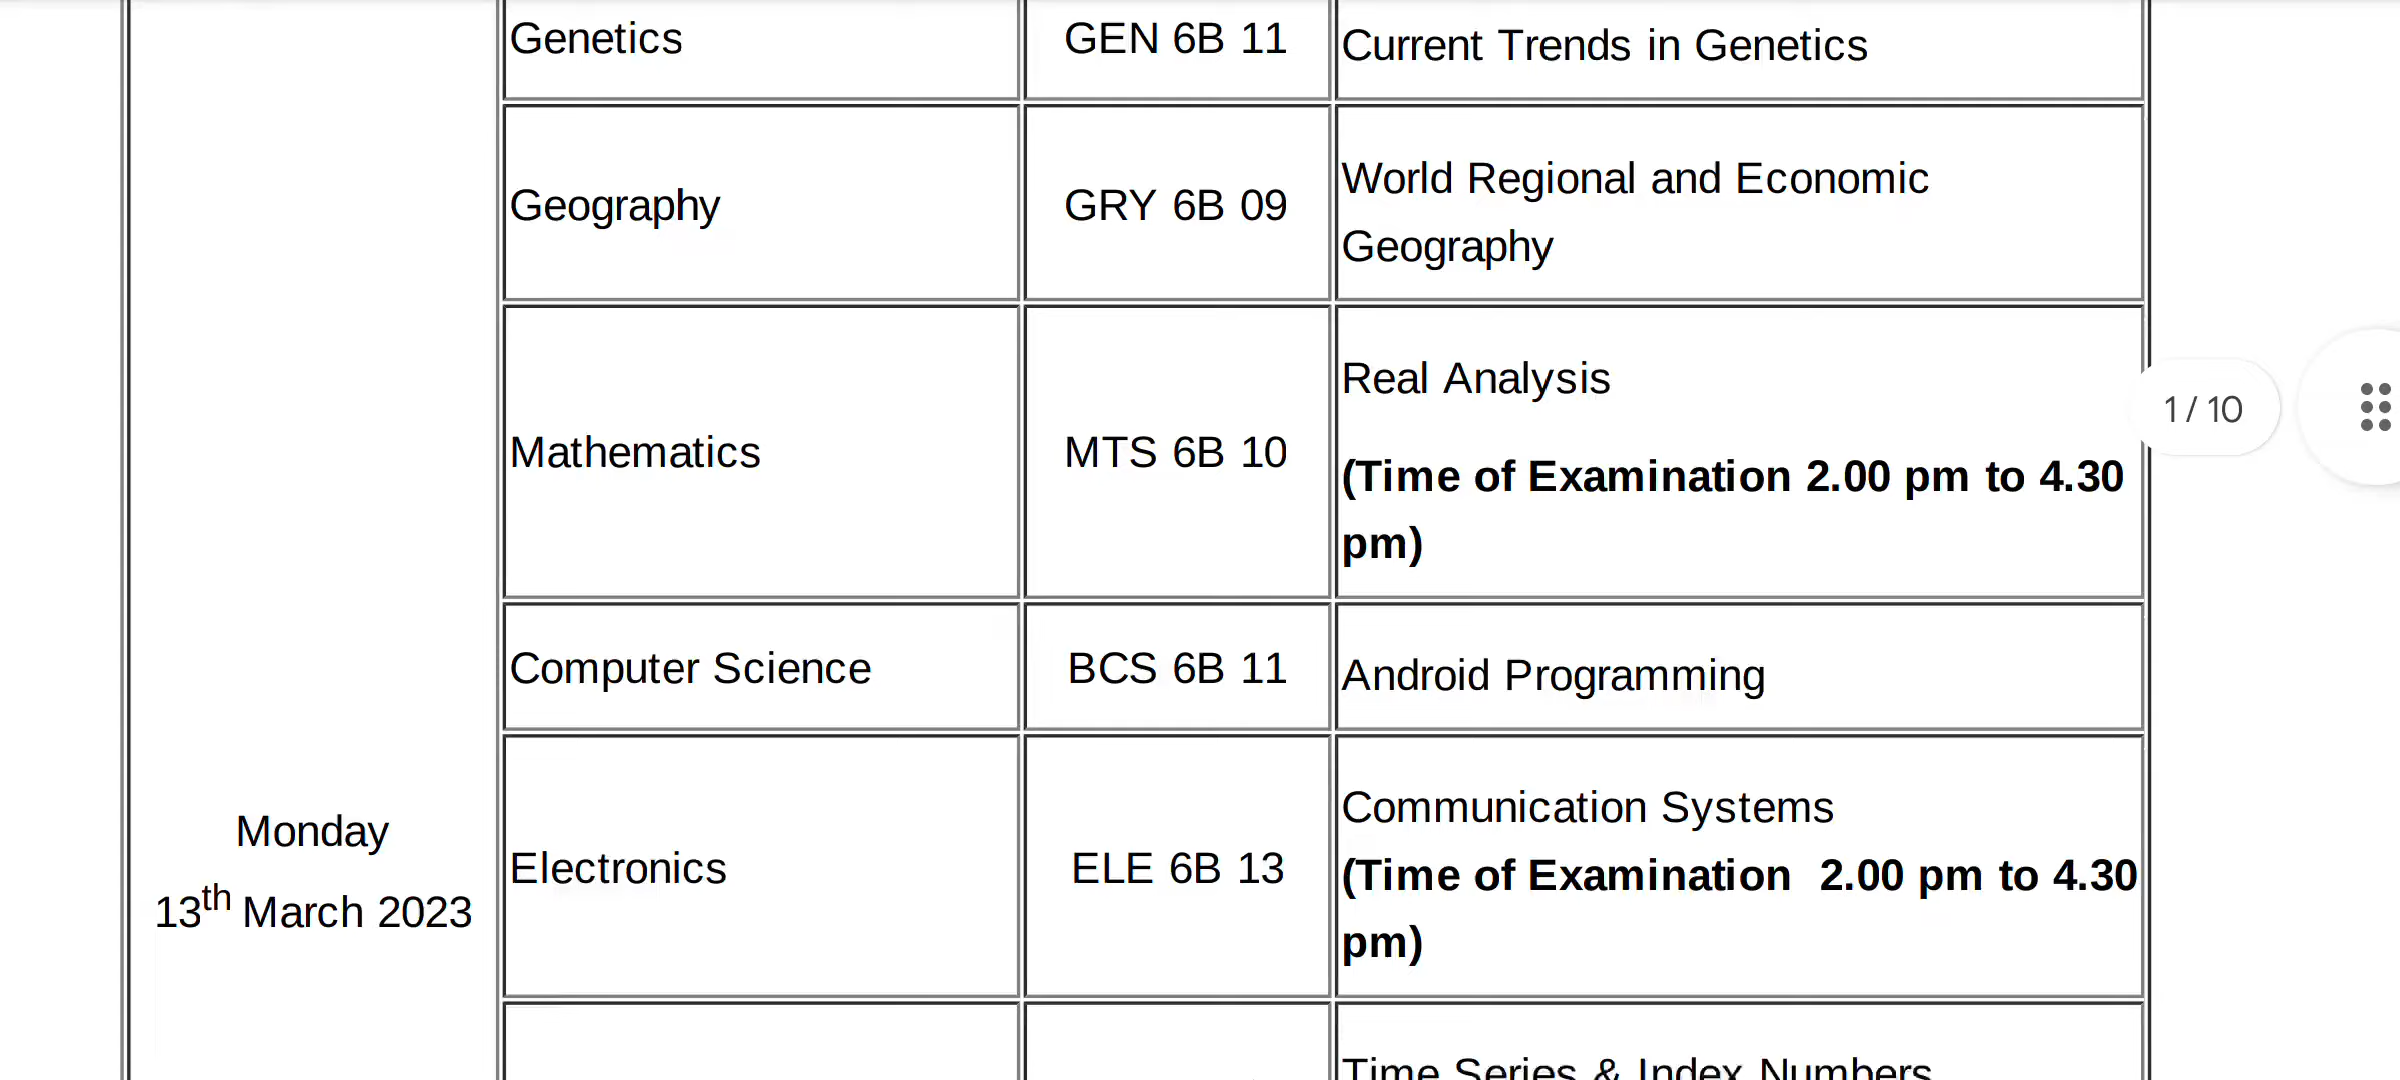 Genetics
GEN 6B 11
Current Trends in Genetics
Geography
GRY 6B 09
World Regional and Economic
Geography
Mathematics
MTS 6B 10
Real Analysis
(Time of Examination 2.00 pm to 4.30
pm)
1 / 10
Computer Science
BCS 6B 11
Android Programming
Monday
13th March 2023
Electronics
ELE 6B 13
Communication Systems
(Time of Examination  2.00 pm to 4.30
pm)
Time Series & Index Numbers